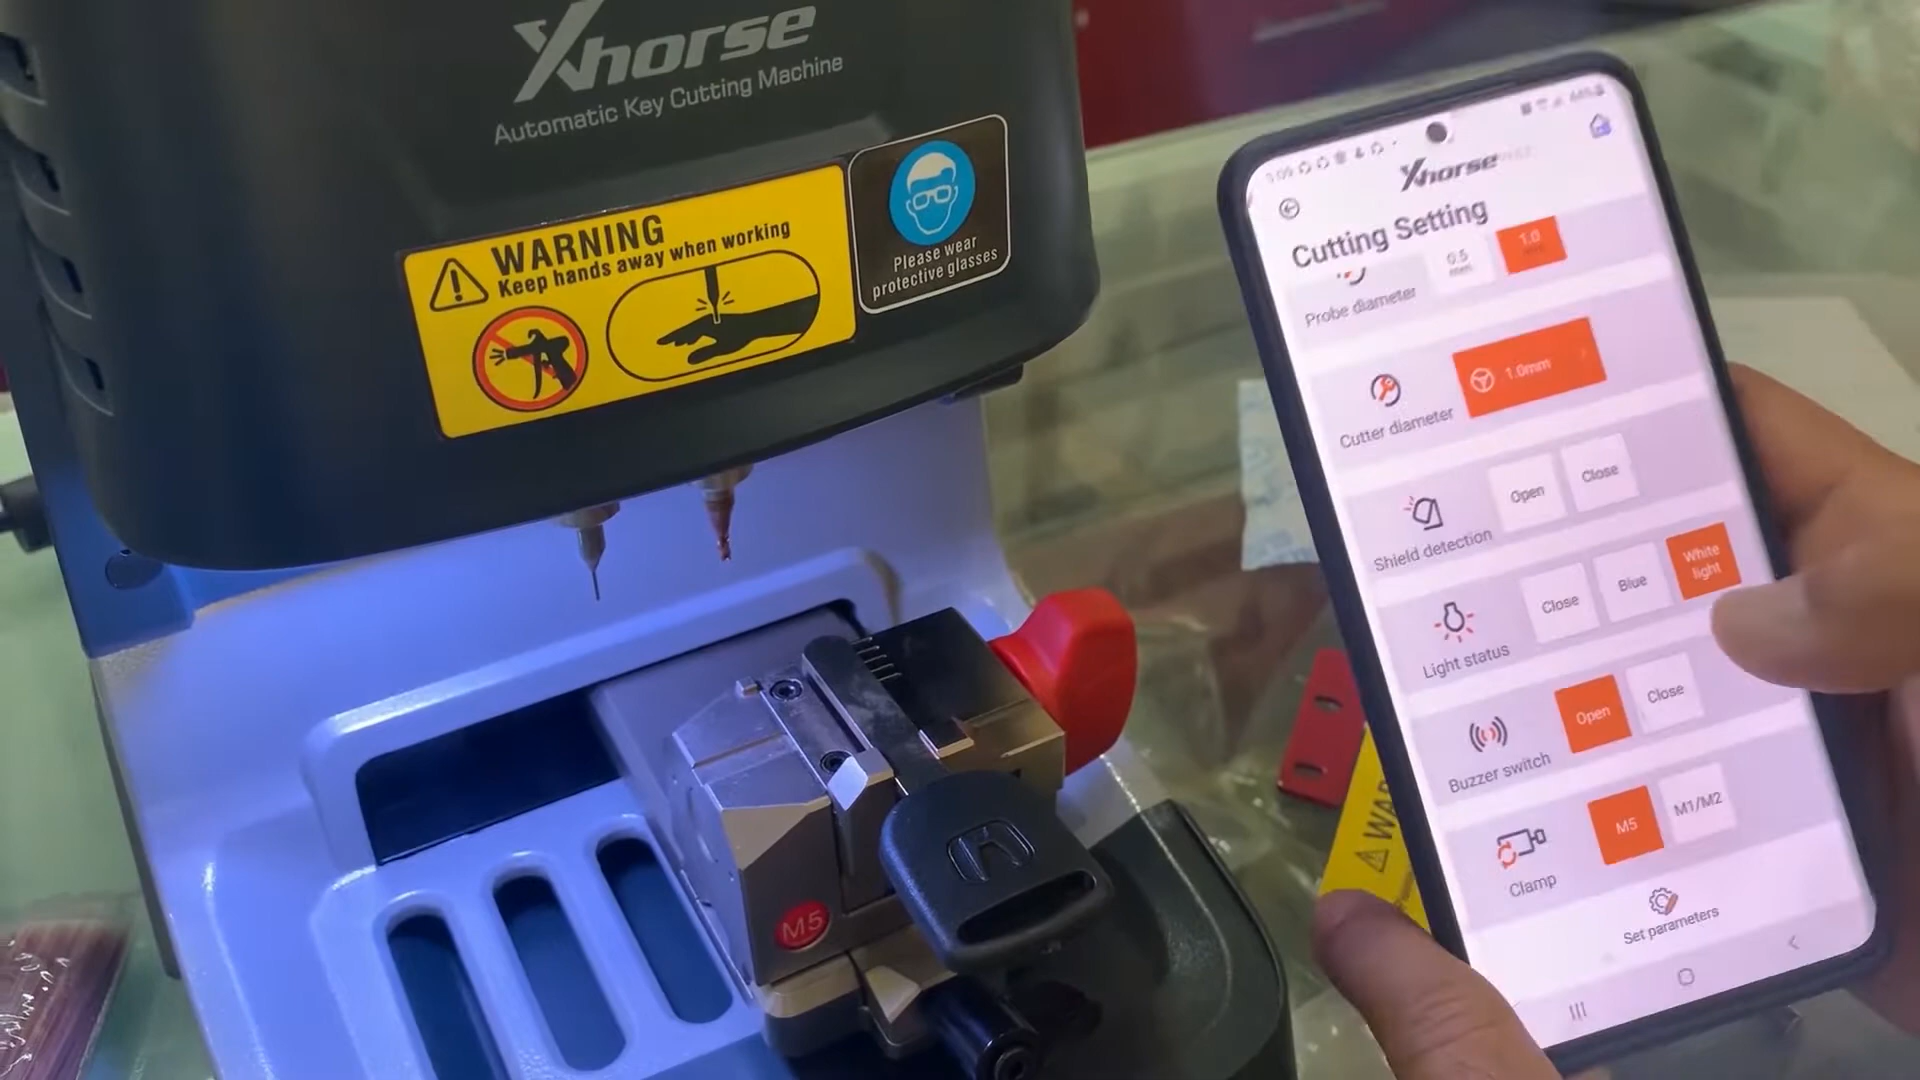 Xhorse
Automatic Key Cutting Machine
WARNING
Keep hands away when working
Please wear
protective glasses
M5
WAR
Xhorse
Cutting Setting
Probe diameter
0.5
mm
1.0
Cutter diameter
1.0mm
Shield detection
Open
Close
Light status
Close
Blue
White
light
Buzzer switch
Open
Close
Clamp
M5
M1/M2
Set parameters